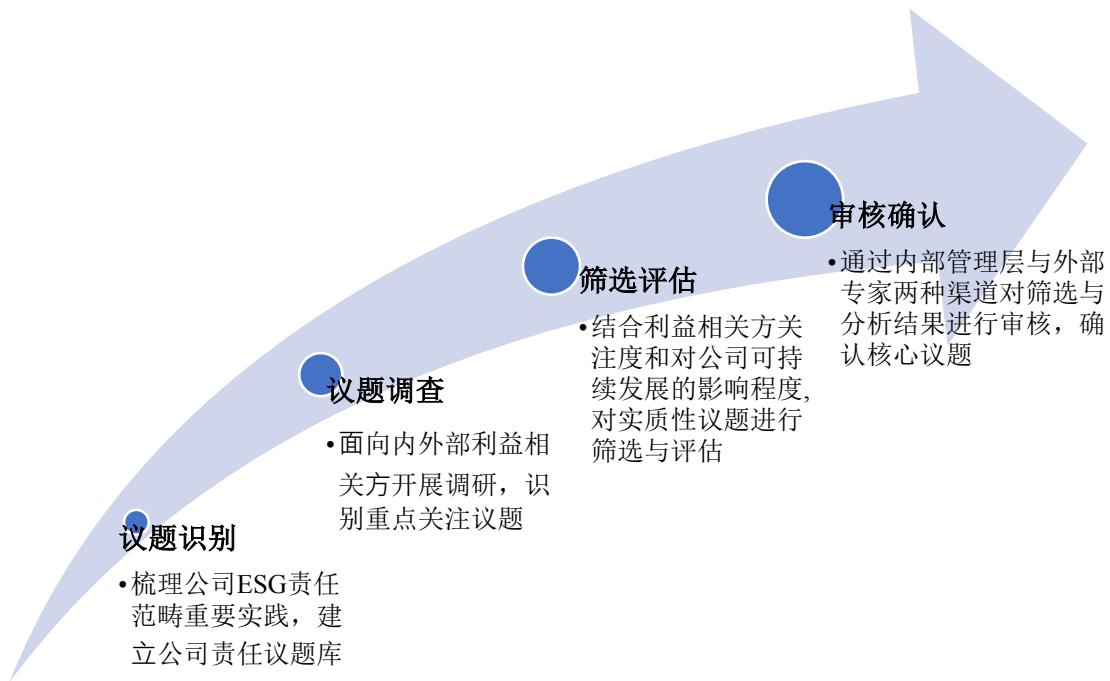 议题识别
•梳理公司ESG责任
范畴重要实践，建
立公司责任议题库
议题调查
•面向内外部利益相
关方开展调研，识
别重点关注议题
筛选评估
•结合利益相关方关
注度和对公司可持
续发展的影响程度,
对实质性议题进行
筛选与评估
审核确认
•通过内部管理层与外部
专家两种渠道对筛选与
分析结果进行审核，确
认核心议题